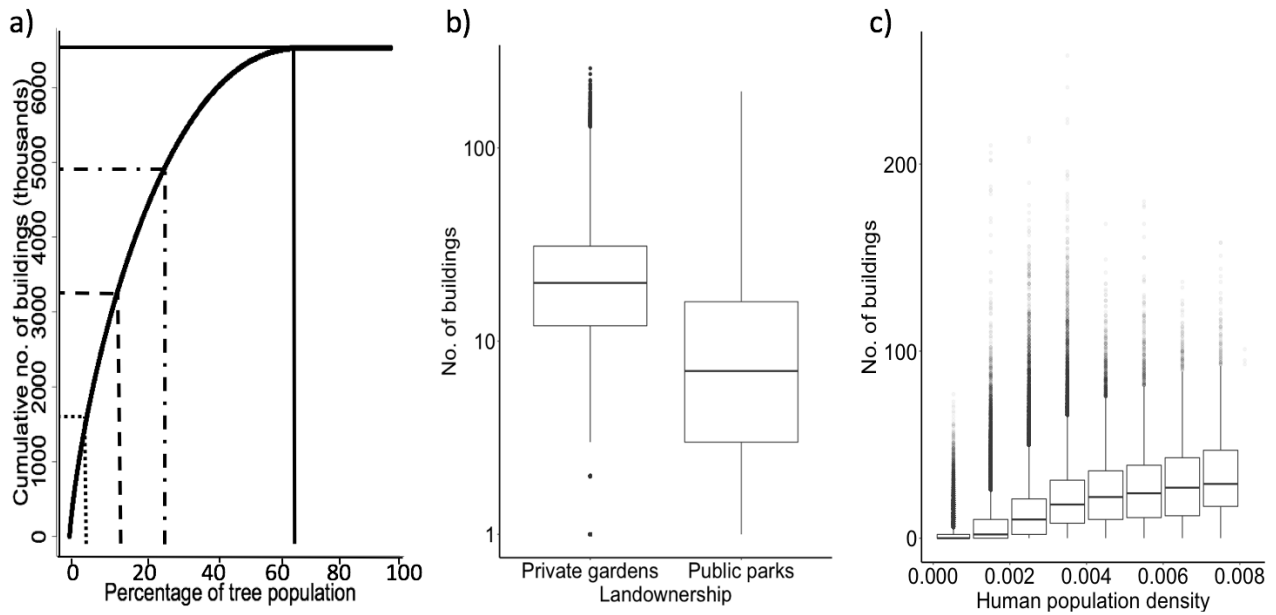 a)
Cumulative no. of buildings (thousands)
6000
5000
4000
3000
2000
1000
0
0 20 40 60 80 100
Percentage of tree population
b)
No. of buildings
100
10
1
Private gardens Public parks
Landownership
c)
No. of buildings
200
100
0
0.000 0.002 0.004 0.006 0.008
Human population density